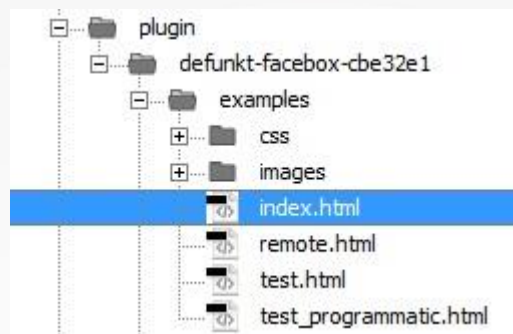 plugin
defunkt-facebox-cbe32e1
examples
css
images
index.html
remote.html
test.html
test_programmatic.html